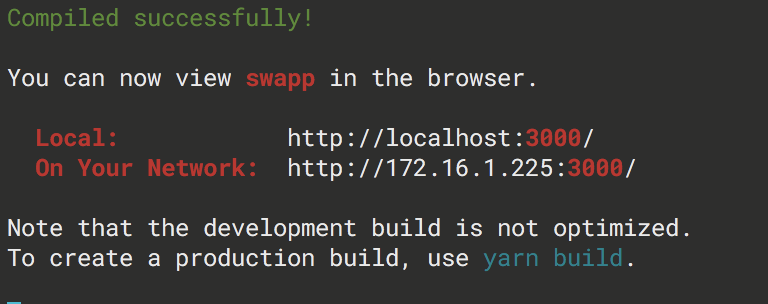 Compiled successfully!
You can now view swapp in the browser.
Local: http://localhost:3000/
On Your Network: http://172.16.1.225:3000/
Note that the development build is not optimized.
To create a production build, use yarn build.